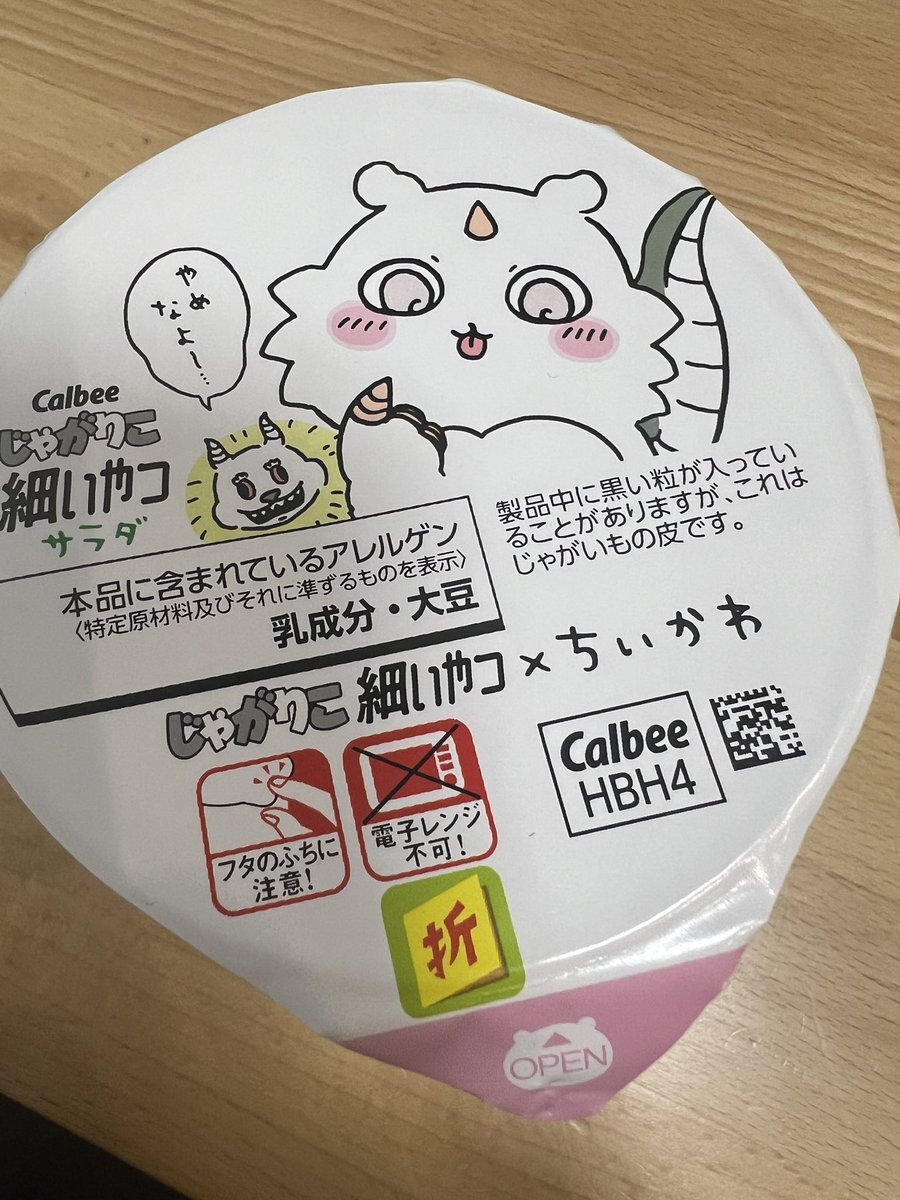 やめ
なよー…
Calbee
じゃがりこ
細いやつ
サラダ
本品に含まれているアレルゲン
〈特定原材料及びそれに準ずるものを表示〉
乳成分・大豆
製品中に黒い粒が入ってい
ることがありますが、これは
じゃがいもの皮です。
じゃがりこ 細いやつ×ちいかわ
フタのふちに
注意!
電子レンジ
不可!
Calbee
HBH4
折
OPEN